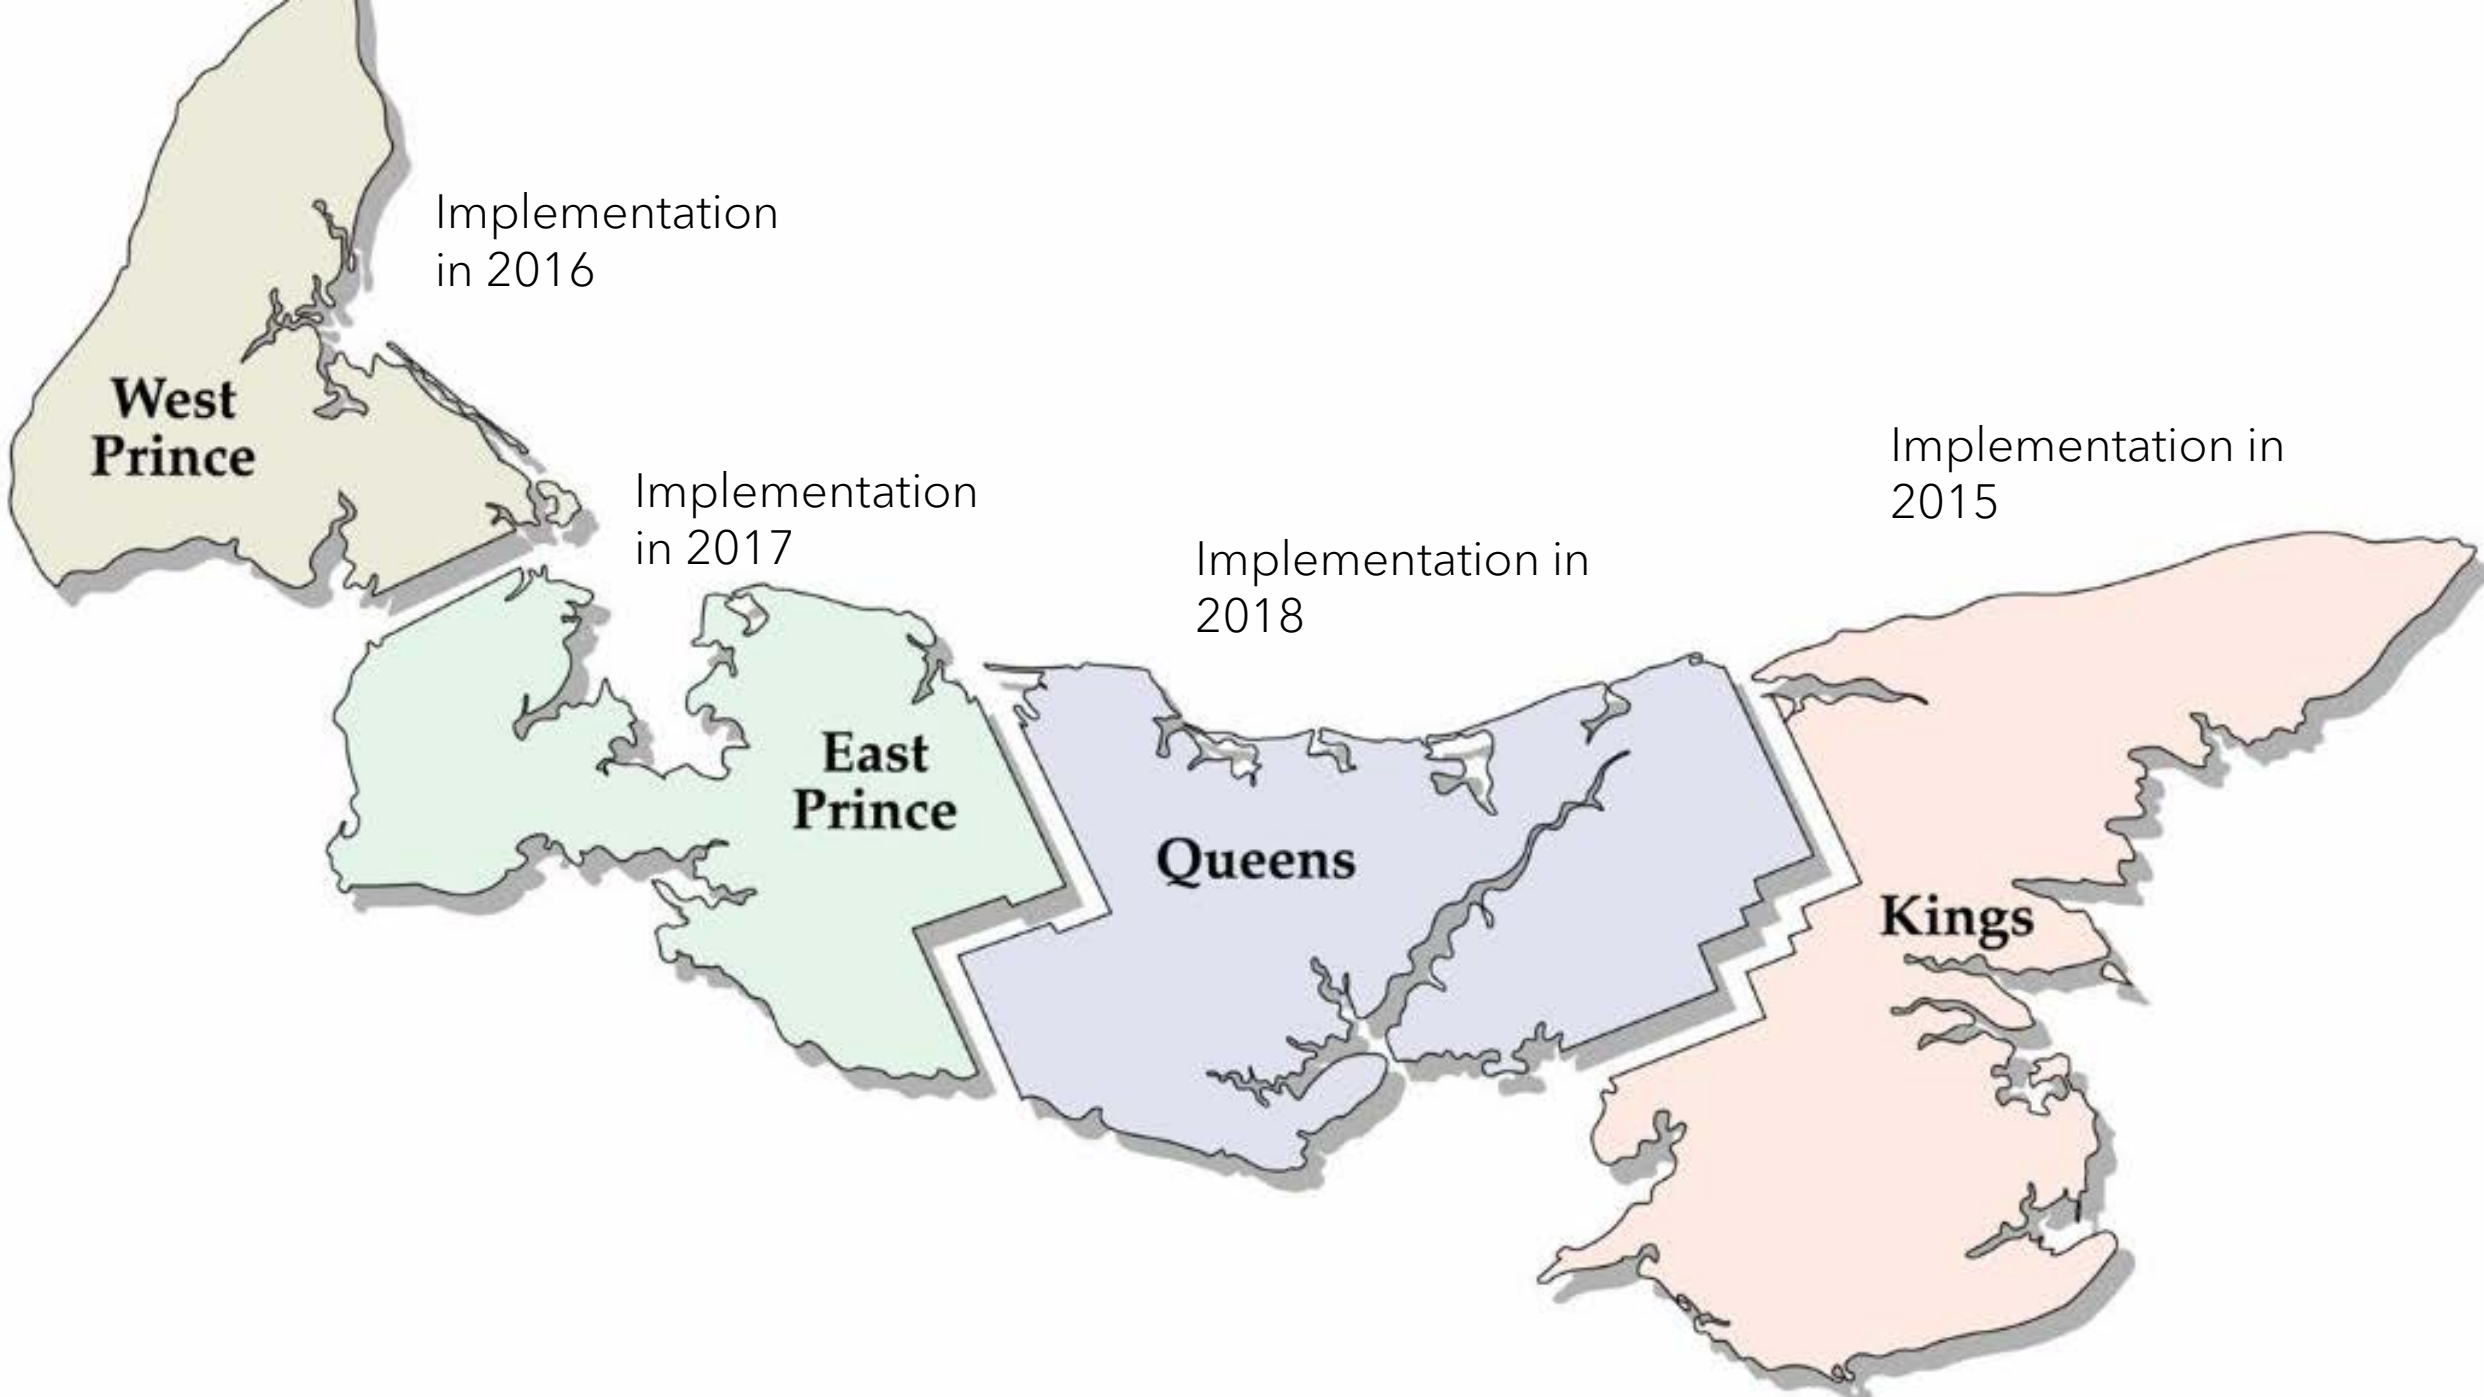 Implementation
in 2016
West
Prince
Implementation
in 2017
East
Prince
Implementation in
2018
Queens
Implementation in
2015
Kings